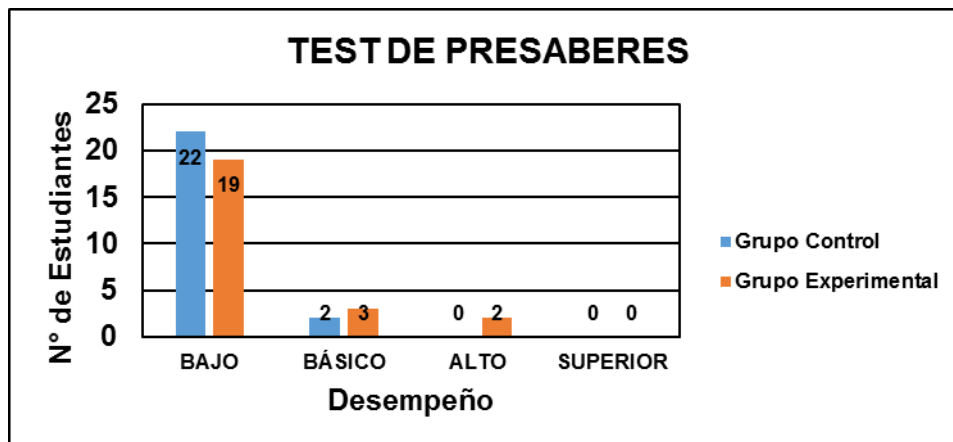 TEST DE PRESABERES
N° de Estudiantes
25
20
15
10
5
0
22
19
2
3
0
2
0
0
BAJO
BÁSICO
ALTO
SUPERIOR
Desempeño
Grupo Control
Grupo Experimental